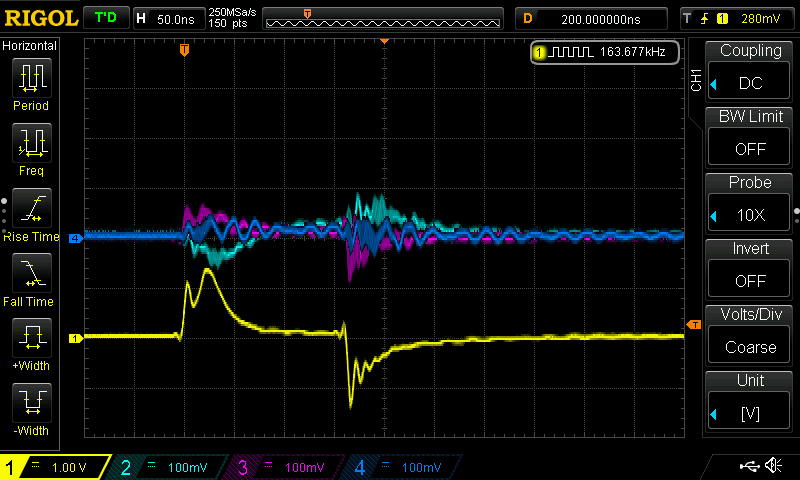 RIGOL T'D H 50.0ns 250MSa/s
150 pts D 200.000000ns T 1 280mV
Horizontal
1 163.677kHz
Period
Freq
Rise Time
Fall Time
+Width
-Width
T
4
1
T
CH1
Coupling
DC
BW Limit
OFF
Probe
10X
Invert
OFF
Volts/Div
Coarse
Unit
[V]
1 1.00 V 2 100mV 3 100mV 4 100mV